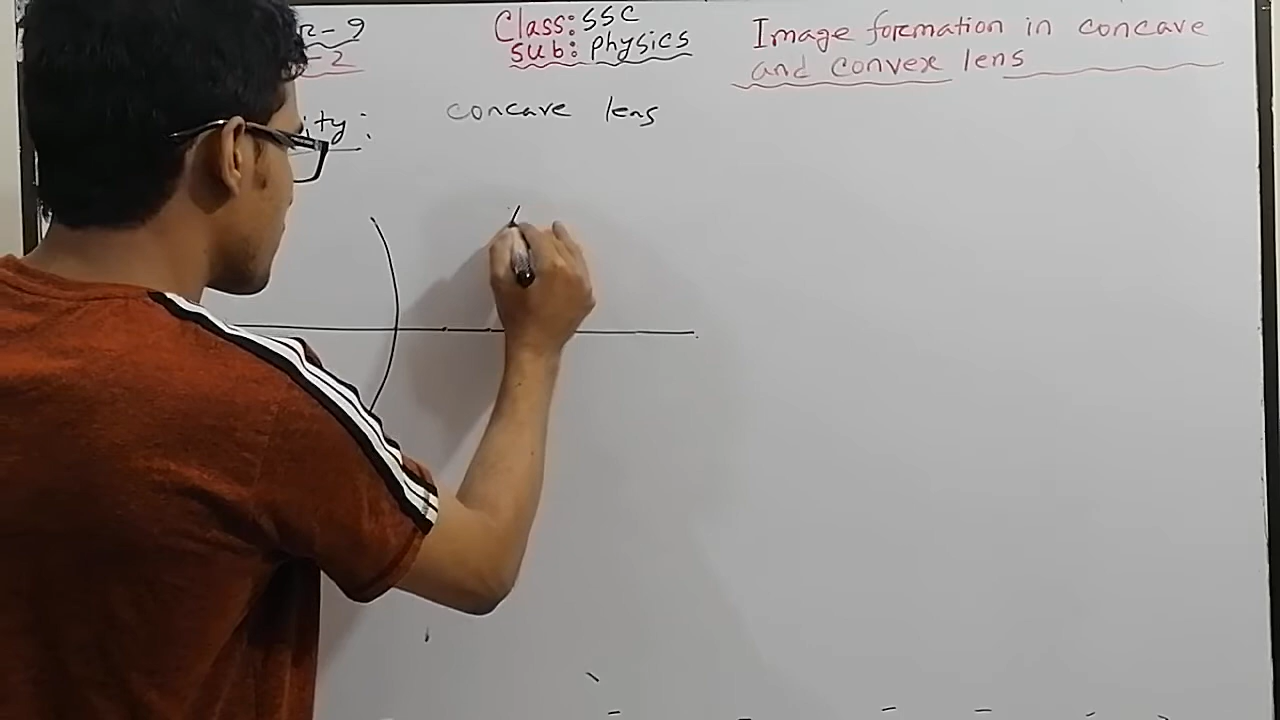 -9
Class: SSC
Sub: physics
-2
Image formation in concave
and convex lens
ity:
concave lens